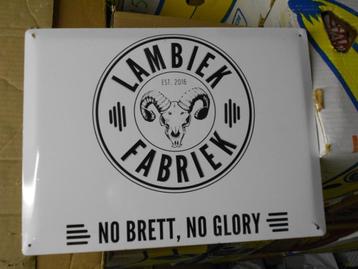 LAMBIEK
EST. 2016
FABRIEK
NO BRETT, NO GLORY